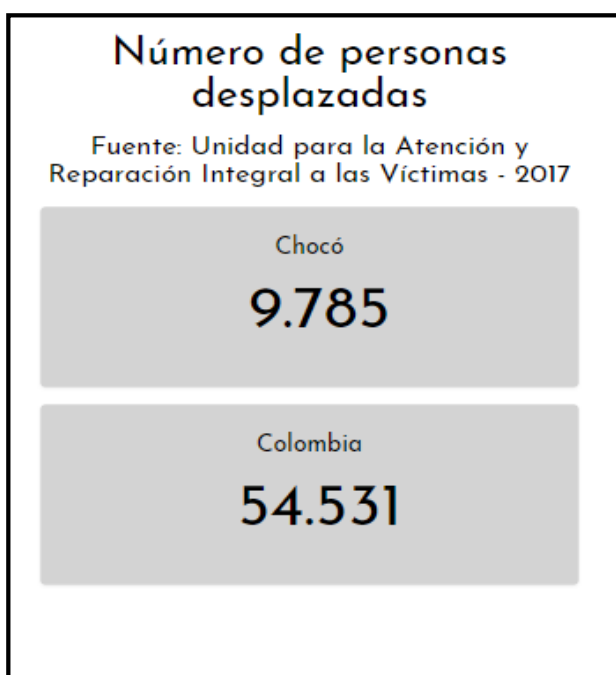 Número de personas
desplazadas
Fuente: Unidad para la Atención y
Reparación Integral a las Víctimas - 2017
Chocó
9.785
Colombia
54.531